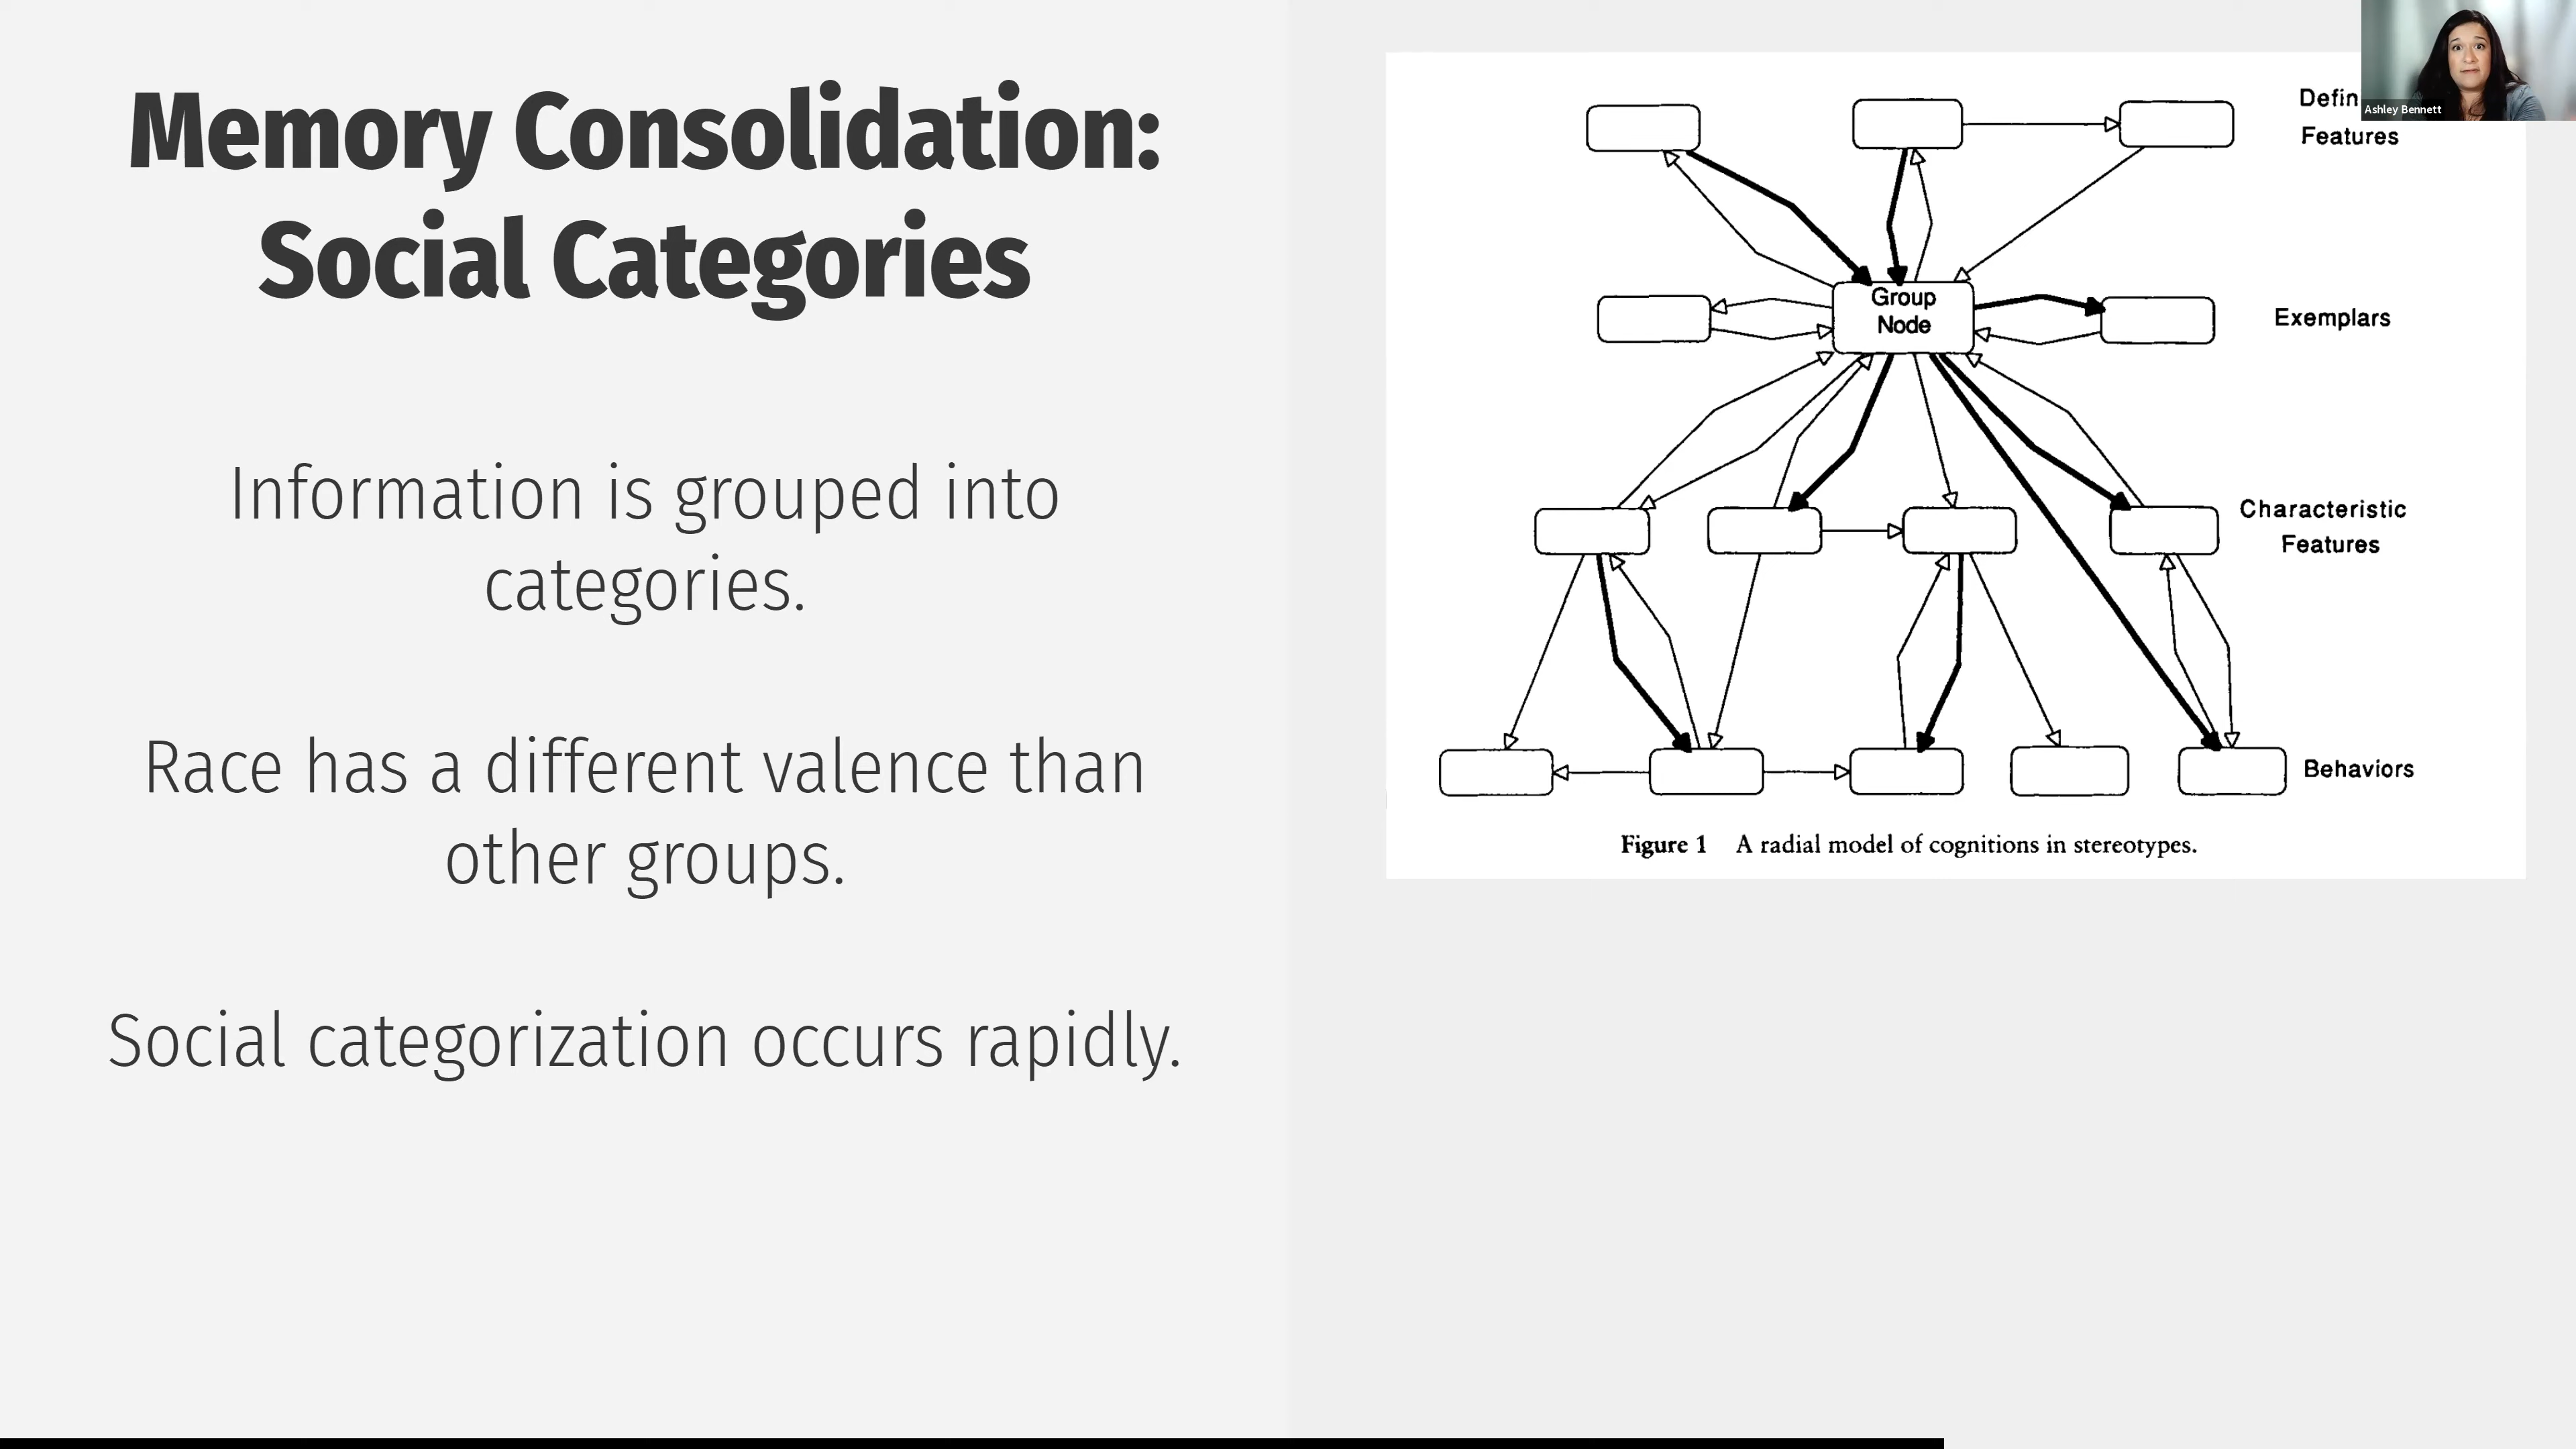 Memory Consolidation:
Social Categories
Information is grouped into
categories.
Race has a different valence than
other groups.
Social categorization occurs rapidly.
Ashley Bennett
Features
Group
Node
Exemplars
Characteristic
Features
Behaviors
Figure 1 A radial model of cognitions in stereotypes.